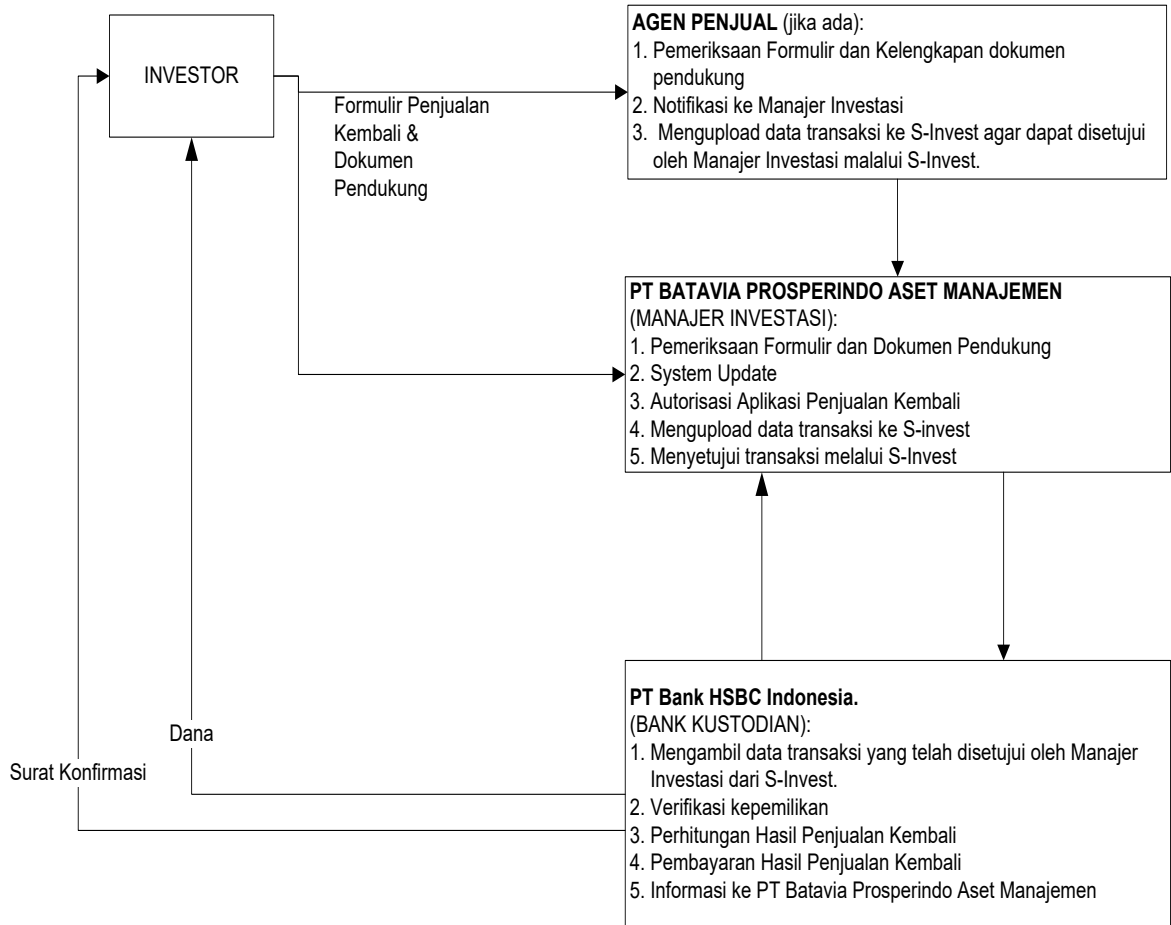 INVESTOR
Formulir Penjualan
Kembali &
Dokumen
Pendukung
AGEN PENJUAL (jika ada):
1. Pemeriksaan Formulir dan Kelengkapan dokumen
pendukung
2. Notifikasi ke Manajer Investasi
3. Mengupload data transaksi ke S-Invest agar dapat disetujui
oleh Manajer Investasi malalui S-Invest.
PT BATAVIA PROSPERINDO ASET MANAJEMEN
(MANAJER INVESTASI):
1. Pemeriksaan Formulir dan Dokumen Pendukung
2. System Update
3. Autorisasi Aplikasi Penjualan Kembali
4. Mengupload data transaksi ke S-invest
5. Menyetujui transaksi melalui S-Invest
PT Bank HSBC Indonesia.
(BANK KUSTODIAN):
1. Mengambil data transaksi yang telah disetujui oleh Manajer
Investasi dari S-Invest.
2. Verifikasi kepemilikan
3. Perhitungan Hasil Penjualan Kembali
4. Pembayaran Hasil Penjualan Kembali
5. Informasi ke PT Batavia Prosperindo Aset Manajemen
Dana
Surat Konfirmasi